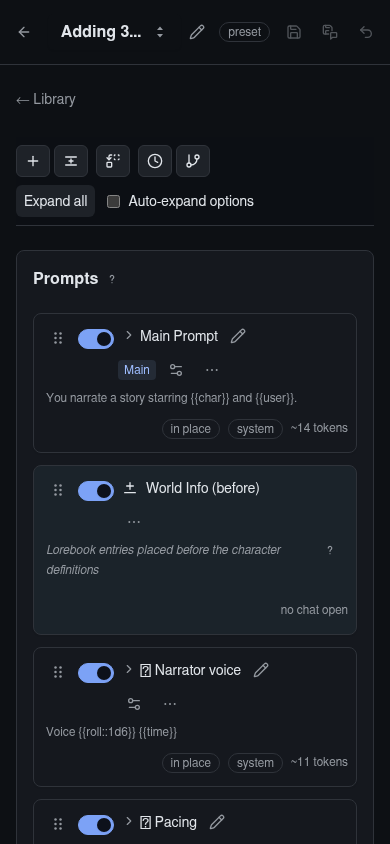 Adding 3...
preset
← Library
Expand all
Auto-expand options
Prompts ?
Main Prompt
Main
You narrate a story starring {{char}} and {{user}}.
in place system ~14 tokens
World Info (before)
Lorebook entries placed before the character ?
definitions
no chat open
Narrator voice
Voice {{roll::1d6}} {{time}}
in place system ~11 tokens
Pacing